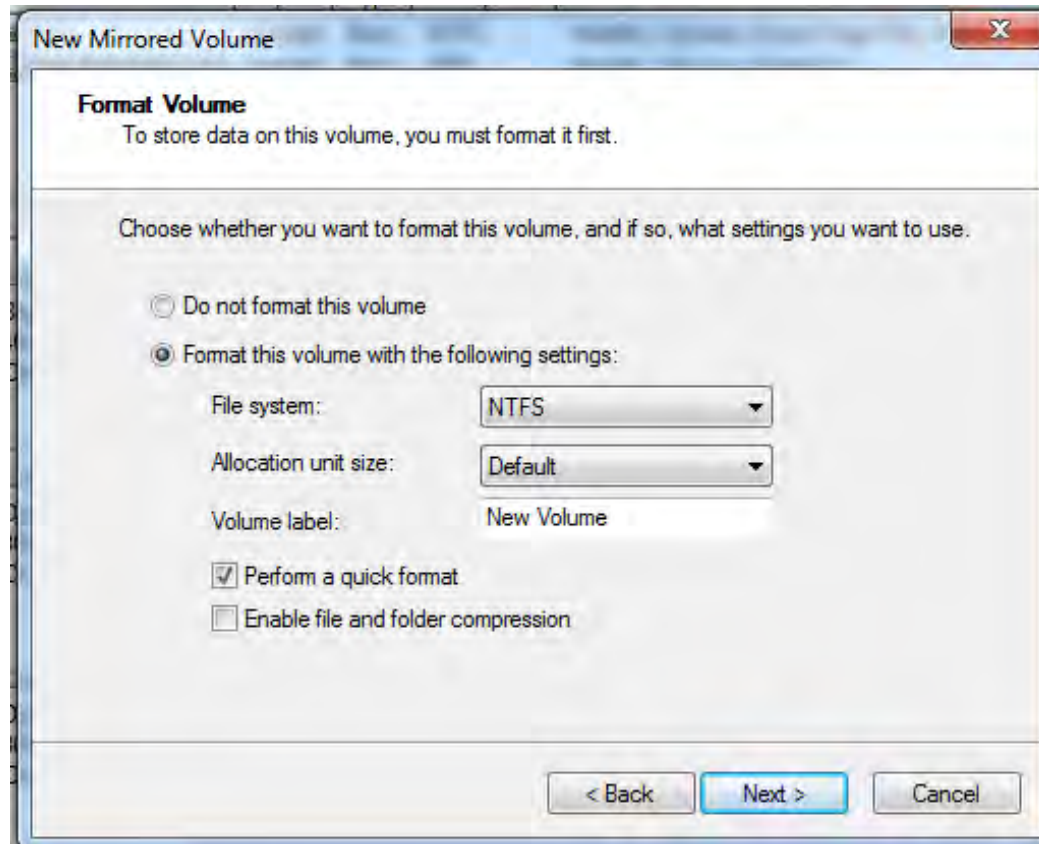 New Mirrored Volume
Format Volume
To store data on this volume, you must format it first.
Choose whether you want to format this volume, and if so, what settings you want to use.
Do not format this volume
Format this volume with the following settings:
File system: NTFS
Allocation unit size: Default
Volume label: New Volume
Perform a quick format
Enable file and folder compression
< Back Next > Cancel